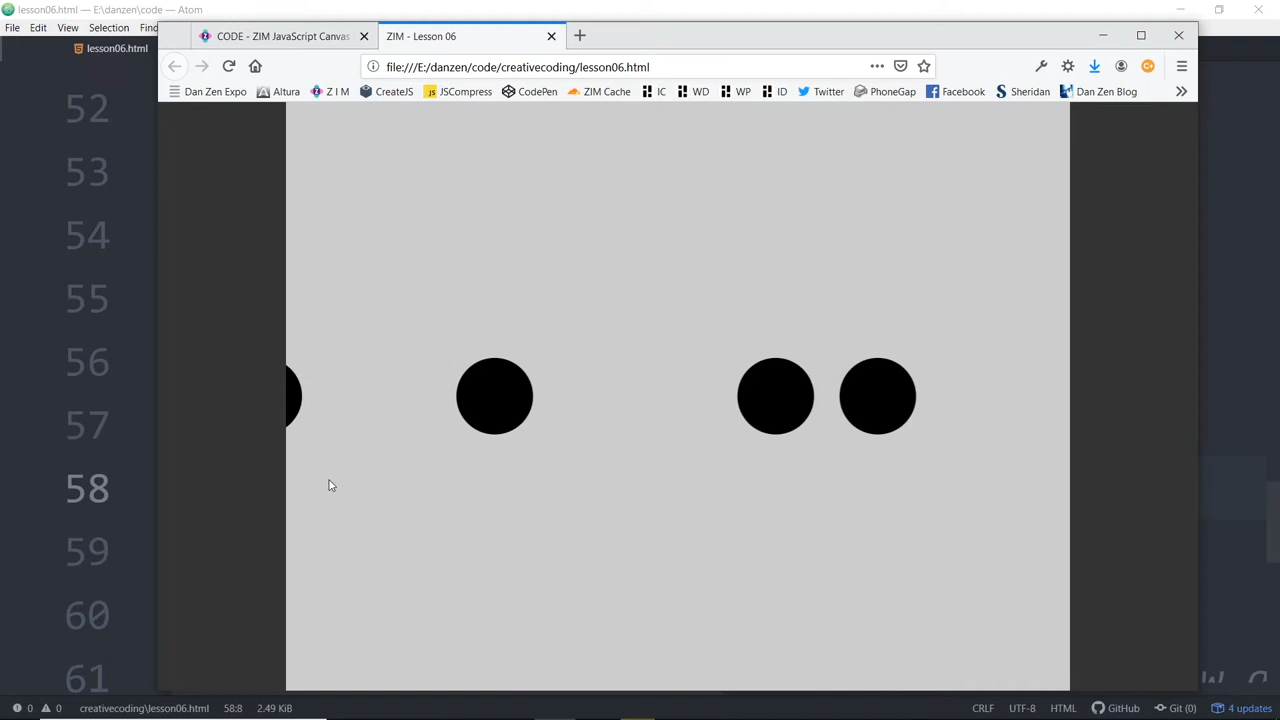 lesson06.html — E:\danzen\code — Atom
File Edit View Selection Find
lesson06.html
CODE - ZIM JavaScript Canvas
ZIM - Lesson 06
file:///E:/danzen/code/creativecoding/lesson06.html
Dan Zen Expo Altura Z I M CreateJS JSCompress CodePen ZIM Cache IC WD WP ID Twitter PhoneGap Facebook Sheridan Dan Zen Blog
52
53
54
55
56
57
58
59
60
61
0 0 creativecoding\lesson06.html 58:8 2.49 KiB CRLF UTF-8 HTML GitHub Git (0) 4 updates